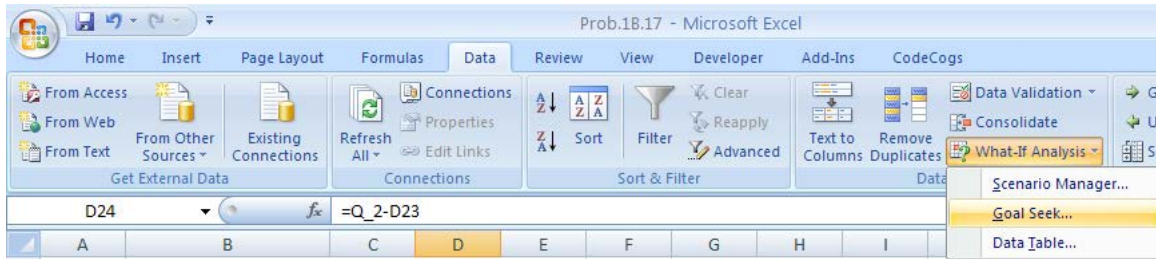 Prob.1B.17 - Microsoft Excel
Home Insert Page Layout Formulas Data Review View Developer Add-Ins CodeCogs
From Access
From Web
From Text
From Other
Sources
Existing
Connections
Get External Data
Refresh
All
Connections
Properties
Edit Links
Connections
A
Z
Z
A
A Z
Z A
Sort
Filter
Clear
Reapply
Advanced
Sort & Filter
Text to
Columns
Remove
Duplicates
Data Validation
Consolidate
What-If Analysis
Data
G
U
S
Scenario Manager...
Goal Seek...
Data Table...
D24 fx =Q_2-D23
A B C D E F G H I